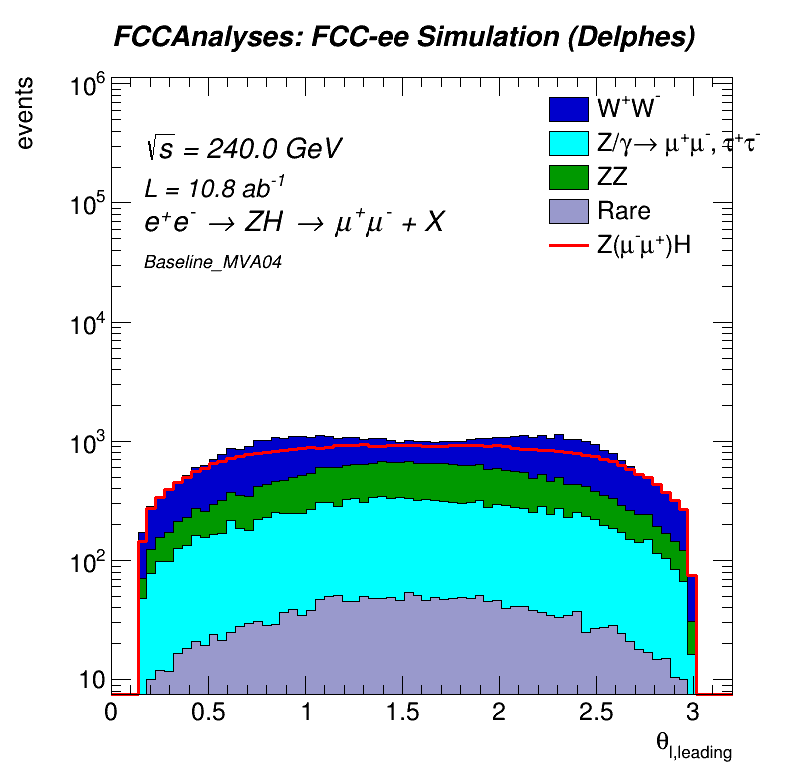 FCCAnalyses: FCC-ee Simulation (Delphes)
events
10⁶
10⁵
10⁴
10³
10²
10
√s = 240.0 GeV
L = 10.8 ab⁻¹
e⁺e⁻ → ZH → μ⁺μ⁻ + X
Baseline_MVA04
W⁺W⁻
Z/γ→ μ⁺μ⁻, τ⁺τ⁻
ZZ
Rare
Z(μ⁻μ⁺)H
0 0.5 1 1.5 2 2.5 3
θ_l,leading